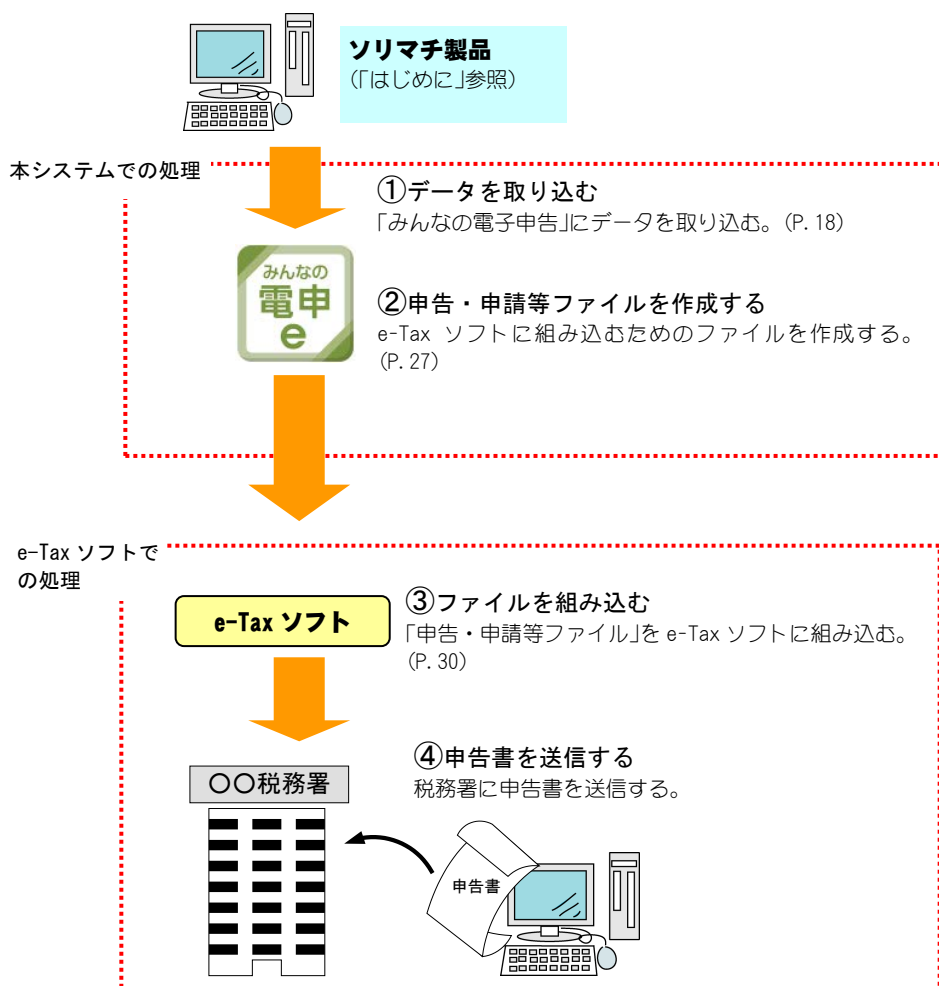 ソリマチ製品
(「はじめに」参照)
本システムでの処理
①データを取り込む
「みんなの電子申告」にデータを取り込む。(P.18)
みんなの
電申
e
②申告・申請等ファイルを作成する
e-Tax ソフトに組み込むためのファイルを作成する。
(P.27)
e-Tax ソフトで
の処理
e-Tax ソフト
③ファイルを組み込む
「申告・申請等ファイル」を e-Tax ソフトに組み込む。
(P.30)
④申告書を送信する
税務署に申告書を送信する。
〇〇税務署
申告書